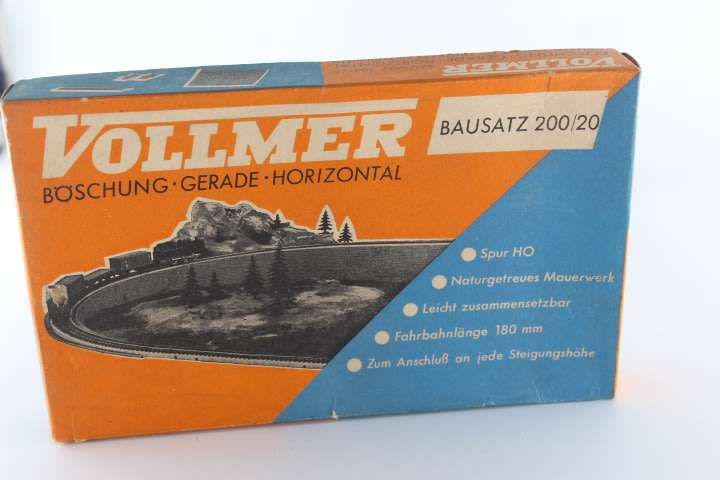 VOLLMER
VOLLMER
BAUSATZ 200/20
BÖSCHUNG · GERADE · HORIZONTAL
Spur HO
Naturgetreues Mauerwerk
Leicht zusammensetzbar
Fahrbahnlänge 180 mm
Zum Anschluß an jede Steigungshöhe